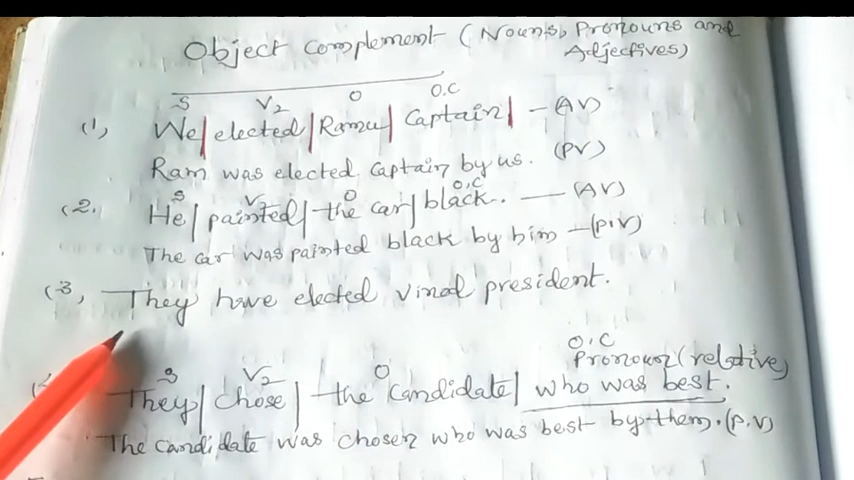 Object complement (Nouns, Pronouns and
Adjectives)
S V2 O O.C
(1, We| elected |Ramu| Captain| - (AV)
Ram was elected captain by us. (PV)
S V O O.C
(2. He| painted| the car| black. — (AV)
The car was painted black by him - (P.V)
(3, They have elected vinod president.
O.C
S V2 O Pronoun (relative)
They| chose| the candidate| who was best.
The candidate was chosen who was best by them. (P.V)